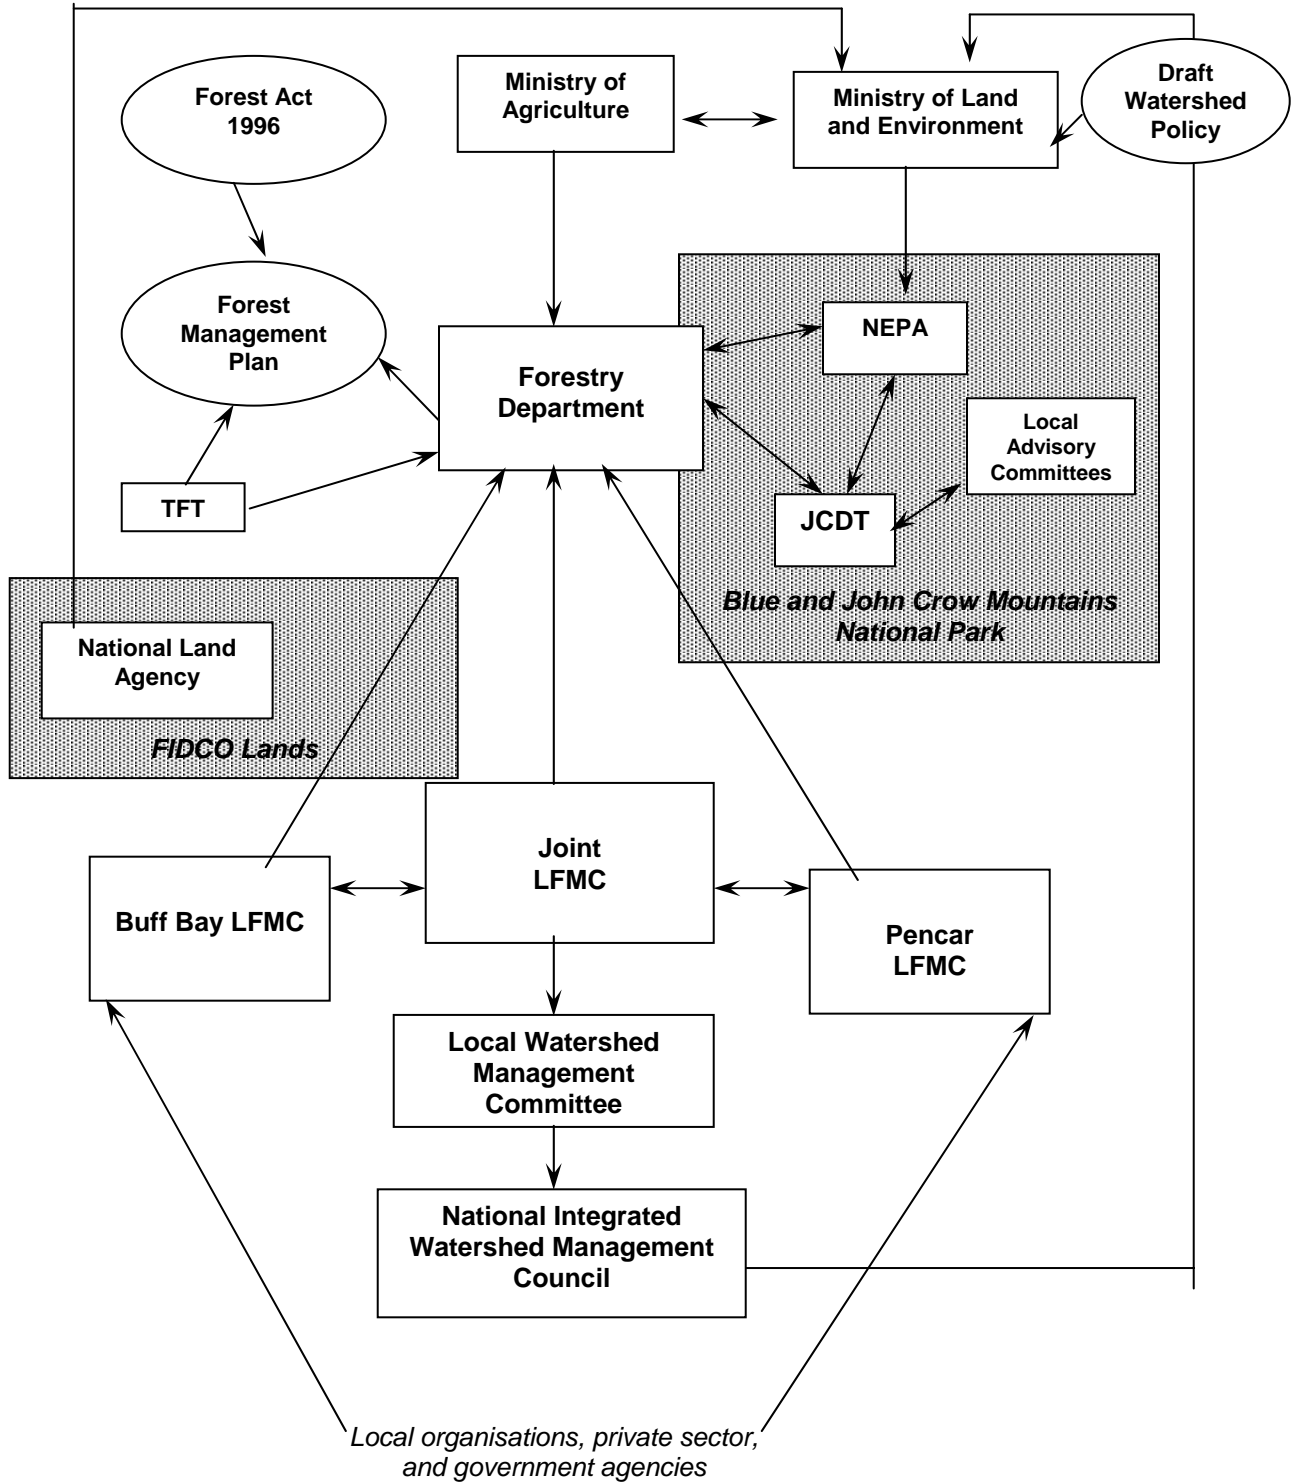 Forest Act
1996
Ministry of
Agriculture
Ministry of Land
and Environment
Draft
Watershed
Policy
Forest
Management
Plan
Forestry
Department
NEPA
Local
Advisory
Committees
TFT
JCDT
Blue and John Crow Mountains
National Park
National Land
Agency
FIDCO Lands
Joint
LFMC
Buff Bay LFMC
Pencar
LFMC
Local Watershed
Management
Committee
National Integrated
Watershed Management
Council
Local organisations, private sector,
and government agencies